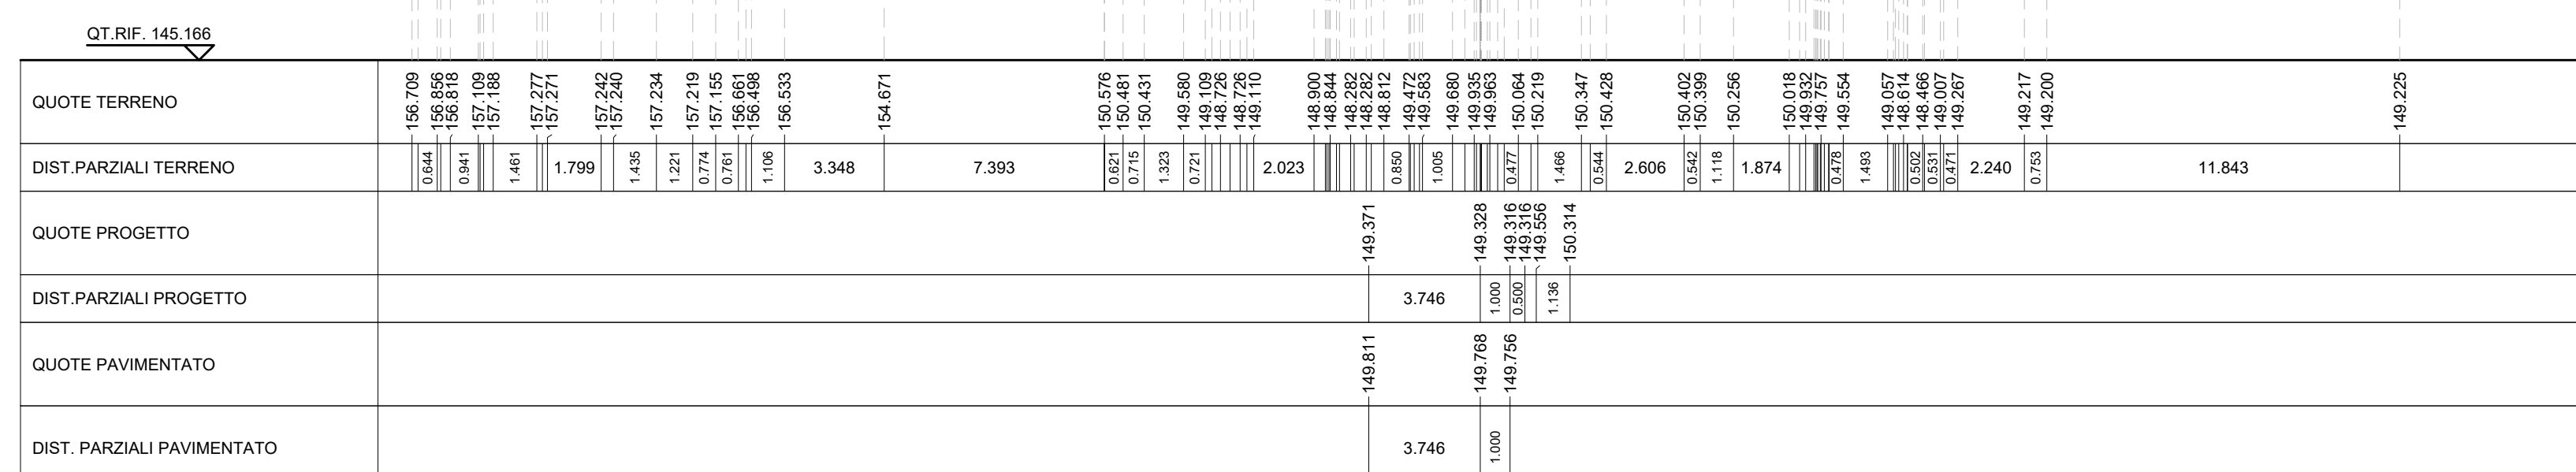 QT.RIF. 145.166
QUOTE TERRENO 156.709 156.856 156.818 157.109 157.188 157.277 157.271 157.242 157.240 157.234 157.219 157.155 156.661 156.498 156.533 154.671 150.576 150.481 150.431 149.580 149.109 148.726 148.726 149.110 148.900 148.844 148.282 148.282 148.812 149.472 149.583 149.680 149.935 149.963 150.064 150.219 150.347 150.428 150.402 150.399 150.256 150.018 149.932 149.757 149.554 149.057 148.614 148.466 149.007 149.267 149.217 149.200 149.225
DIST.PARZIALI TERRENO 0.644 0.941 1.461 1.799 1.435 1.221 0.774 0.761 1.106 3.348 7.393 0.621 0.715 1.323 0.721 2.023 0.850 1.005 0.477 1.466 0.544 2.606 0.542 1.118 1.874 0.478 1.493 0.502 0.531 0.471 2.240 0.753 11.843
QUOTE PROGETTO 149.371 149.328 149.316 149.316 149.556 150.314
DIST.PARZIALI PROGETTO 3.746 1.000 0.500 1.136
QUOTE PAVIMENTATO 149.811 149.768 149.756
DIST. PARZIALI PAVIMENTATO 3.746 1.000